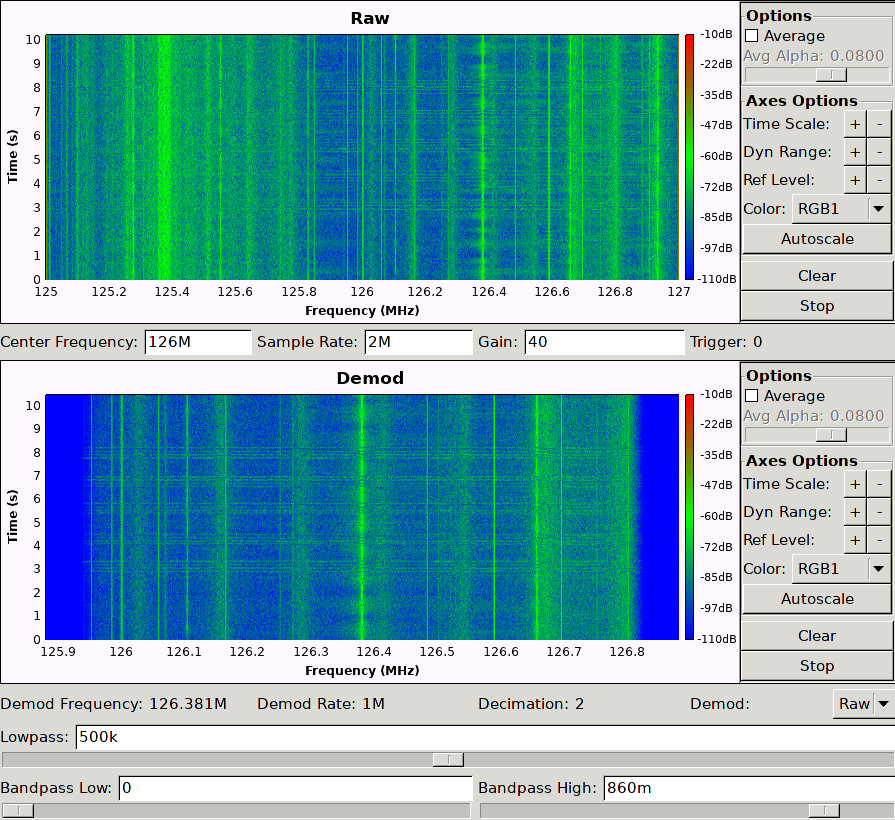 Raw
10
9
8
7
6
5
4
3
2
1
0
Time (s)
125 125.2 125.4 125.6 125.8 126 126.2 126.4 126.6 126.8 127
Frequency (MHz)
-10dB
-22dB
-35dB
-47dB
-60dB
-72dB
-85dB
-97dB
-110dB
Options
Average
Avg Alpha: 0.0800
Axes Options
Time Scale: + -
Dyn Range: + -
Ref Level: + -
Color: RGB1
Autoscale
Clear
Stop
Center Frequency: 126M Sample Rate: 2M Gain: 40 Trigger: 0
Demod
10
9
8
7
6
5
4
3
2
1
0
Time (s)
125.9 126 126.1 126.2 126.3 126.4 126.5 126.6 126.7 126.8
Frequency (MHz)
-10dB
-22dB
-35dB
-47dB
-60dB
-72dB
-85dB
-97dB
-110dB
Options
Average
Avg Alpha: 0.0800
Axes Options
Time Scale: + -
Dyn Range: + -
Ref Level: + -
Color: RGB1
Autoscale
Clear
Stop
Demod Frequency: 126.381M Demod Rate: 1M Decimation: 2 Demod: Raw
Lowpass: 500k
Bandpass Low: 0 Bandpass High: 860m